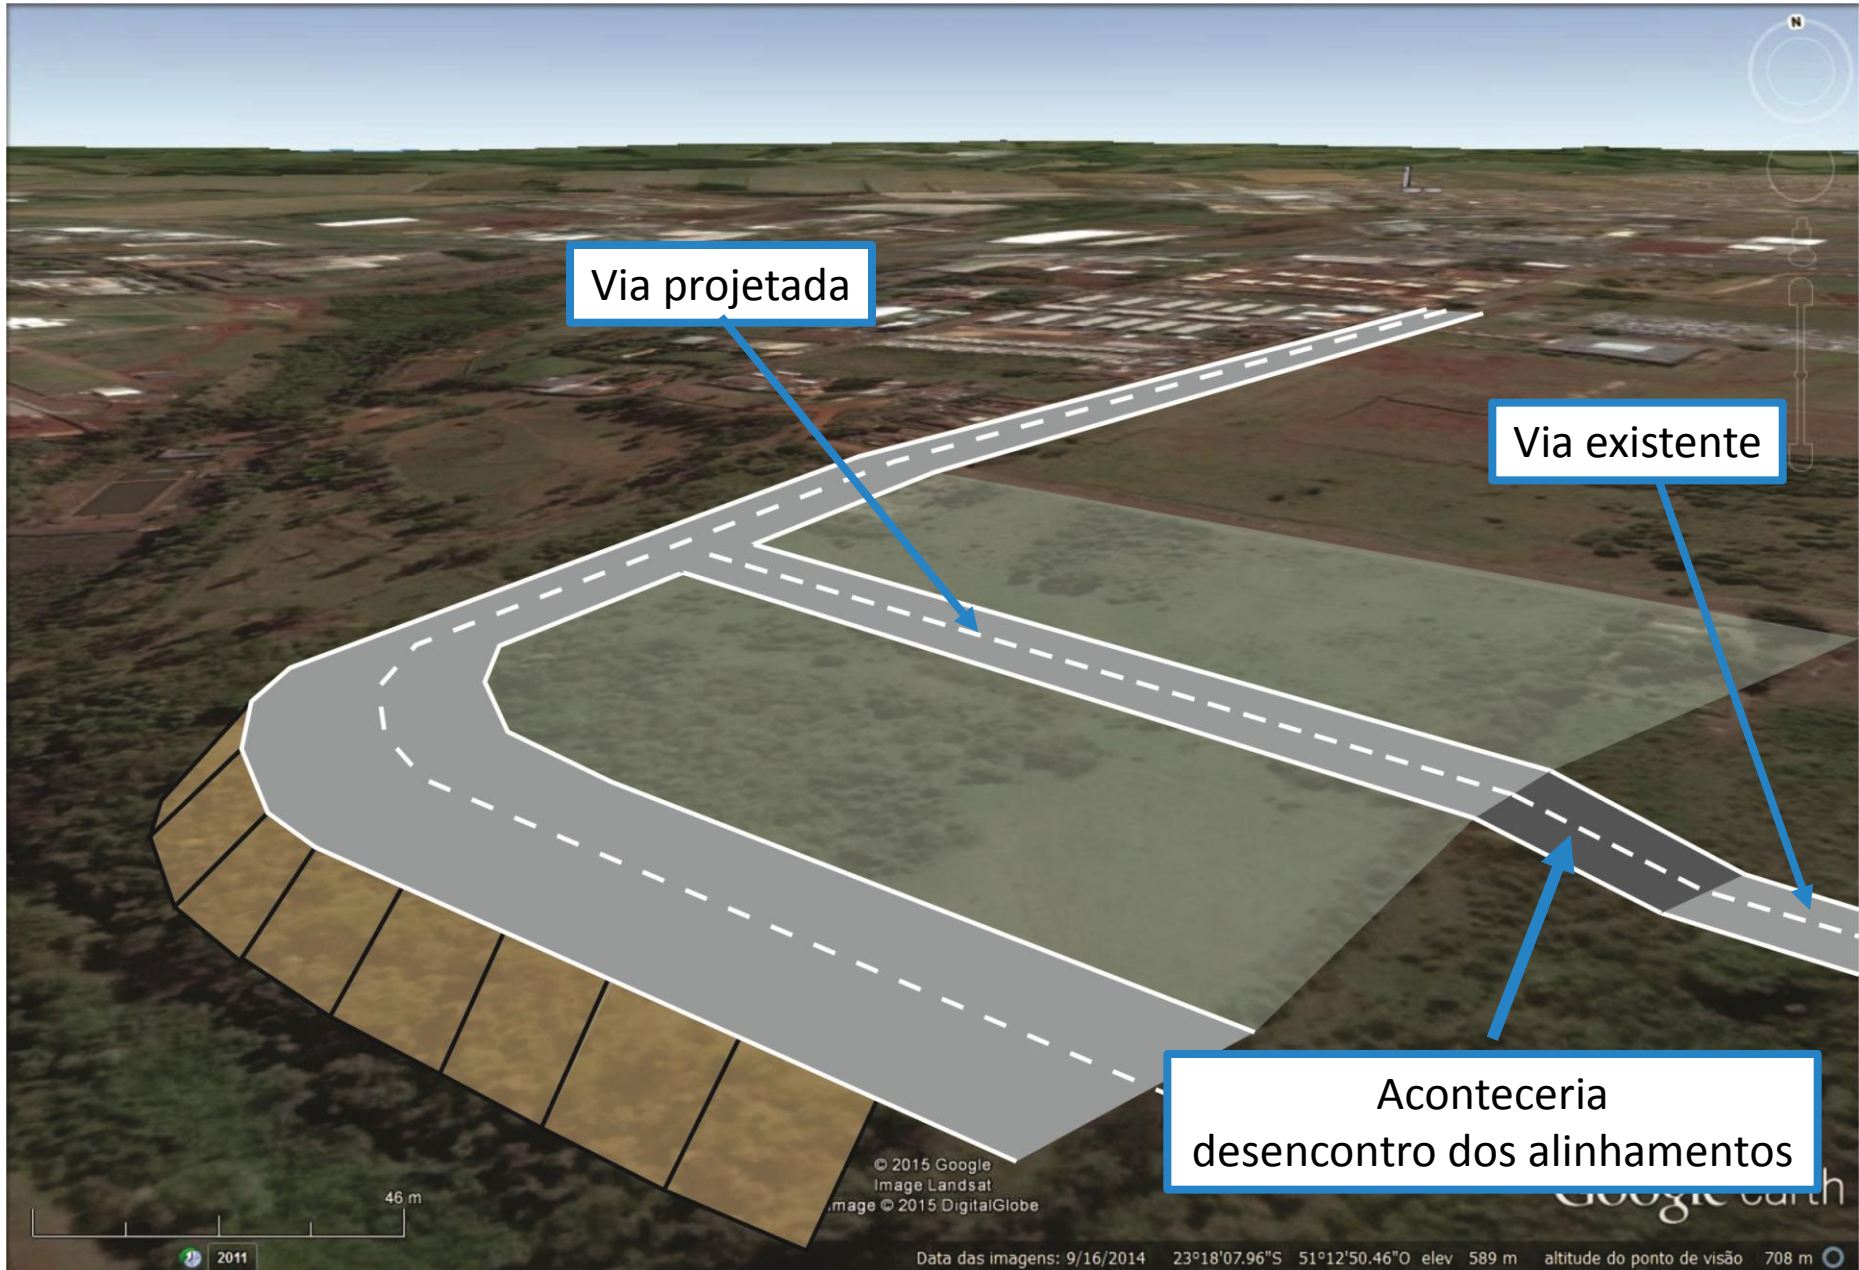 N
Via projetada
Via existente
Aconteceria
desencontro dos alinhamentos
© 2015 Google
Image Landsat
Image © 2015 DigitalGlobe
Google earth
46 m
2011
Data das imagens: 9/16/2014 23°18'07.96"S 51°12'50.46"O elev 589 m altitude do ponto de visão 708 m